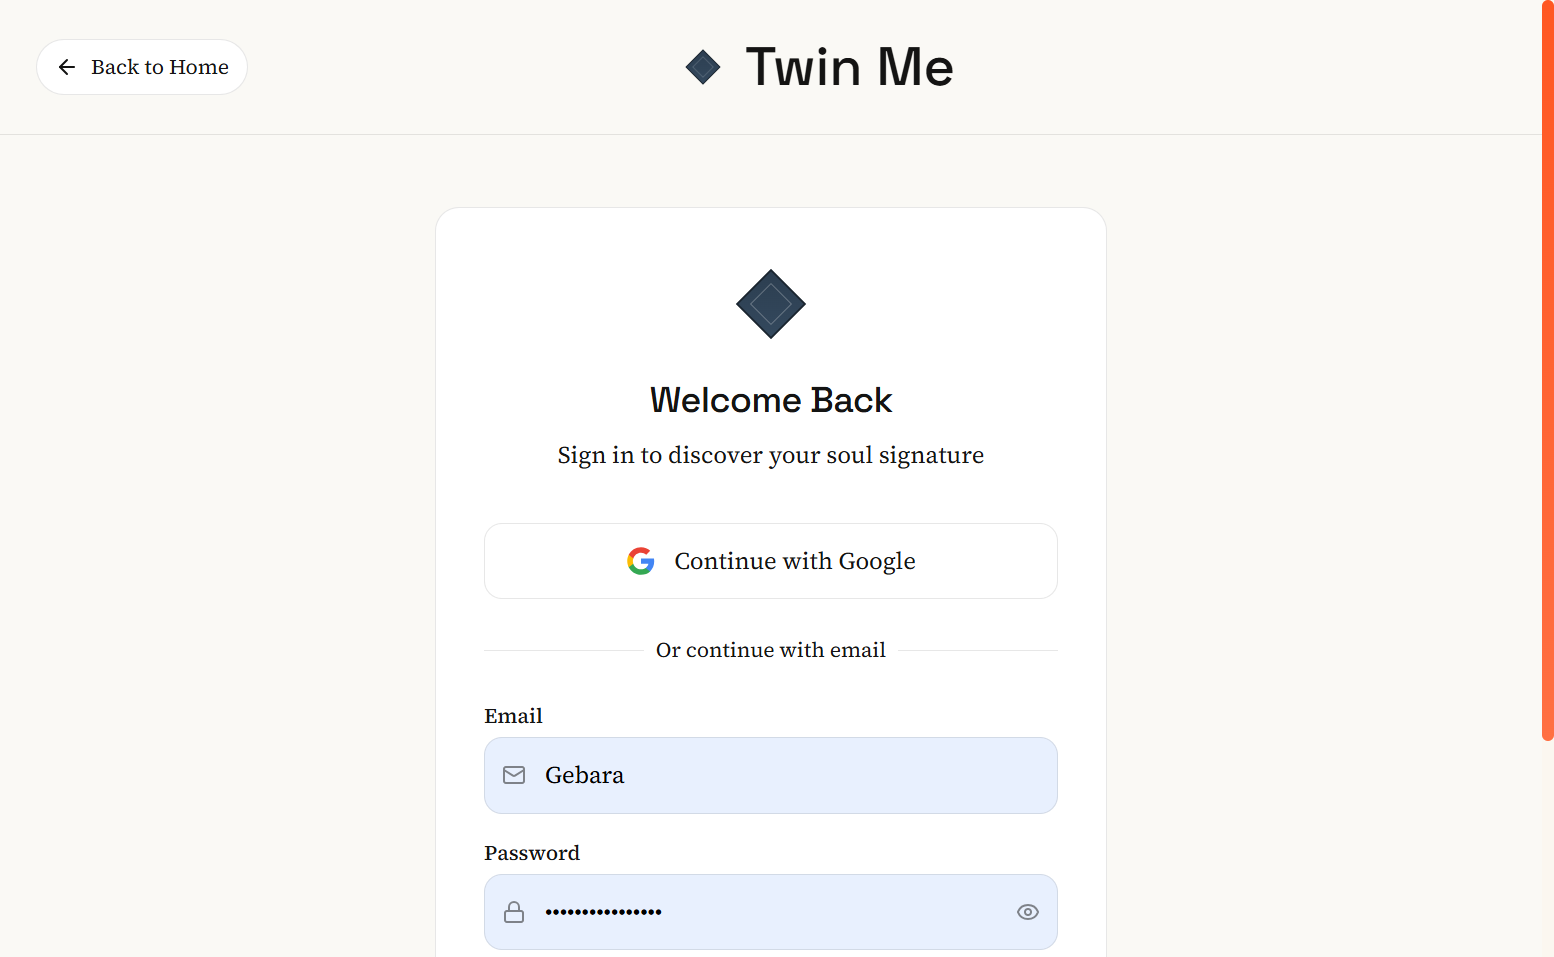 Back to Home
Twin Me
Welcome Back
Sign in to discover your soul signature
Continue with Google
Or continue with email
Email
Gebara
Password
••••••••••••••••